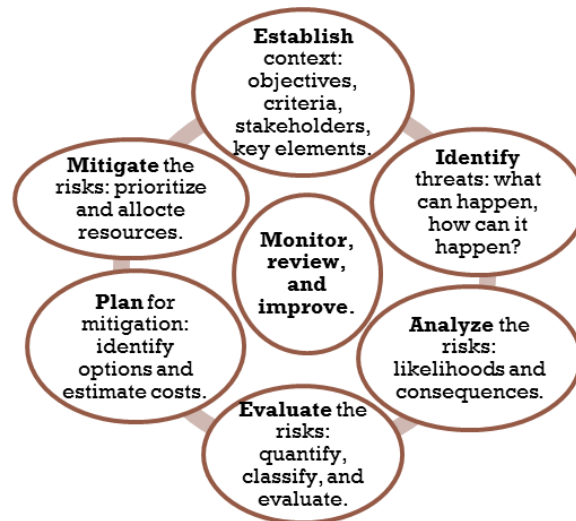 Establish
context:
objectives,
criteria,
stakeholders,
key elements.
Identify
threats: what
can happen,
how can it
happen?
Analyze the
risks:
likelihoods and
consequences.
Evaluate the
risks:
quantify,
classify, and
evaluate.
Plan for
mitigation:
identify
options and
estimate costs.
Mitigate the
risks: prioritize
and allocte
resources.
Monitor,
review,
and
improve.